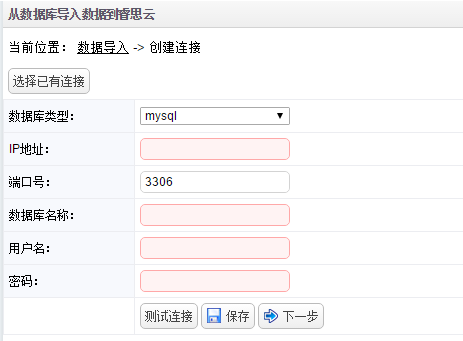 从数据库导入数据到睿思云
当前位置： 数据导入 -> 创建连接
选择已有连接
数据库类型： mysql
IP地址：
端口号： 3306
数据库名称：
用户名：
密码：
测试连接 保存 下一步